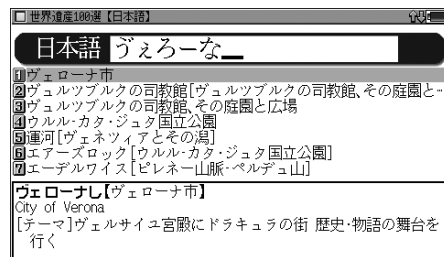 世界遺産100選【日本語】
日本語 づぇろーな
1ヴェローナ市
2ヴュルツブルクの司教館[ヴュルツブルクの司教館、その庭園と…
3ヴュルツブルクの司教館、その庭園と広場
4ウルル・カタ・ジュタ国立公園
5運河[ヴェネツィアとその潟]
6エアーズロック[ウルル・カタ・ジュタ国立公園]
7エーデルワイス[ピレネー山脈・ペルデュ山]
ヴェローナし【ヴェローナ市】
City of Verona
[テーマ]ヴェルサイユ宮殿にドラキュラの街 歴史・物語の舞台を
行く